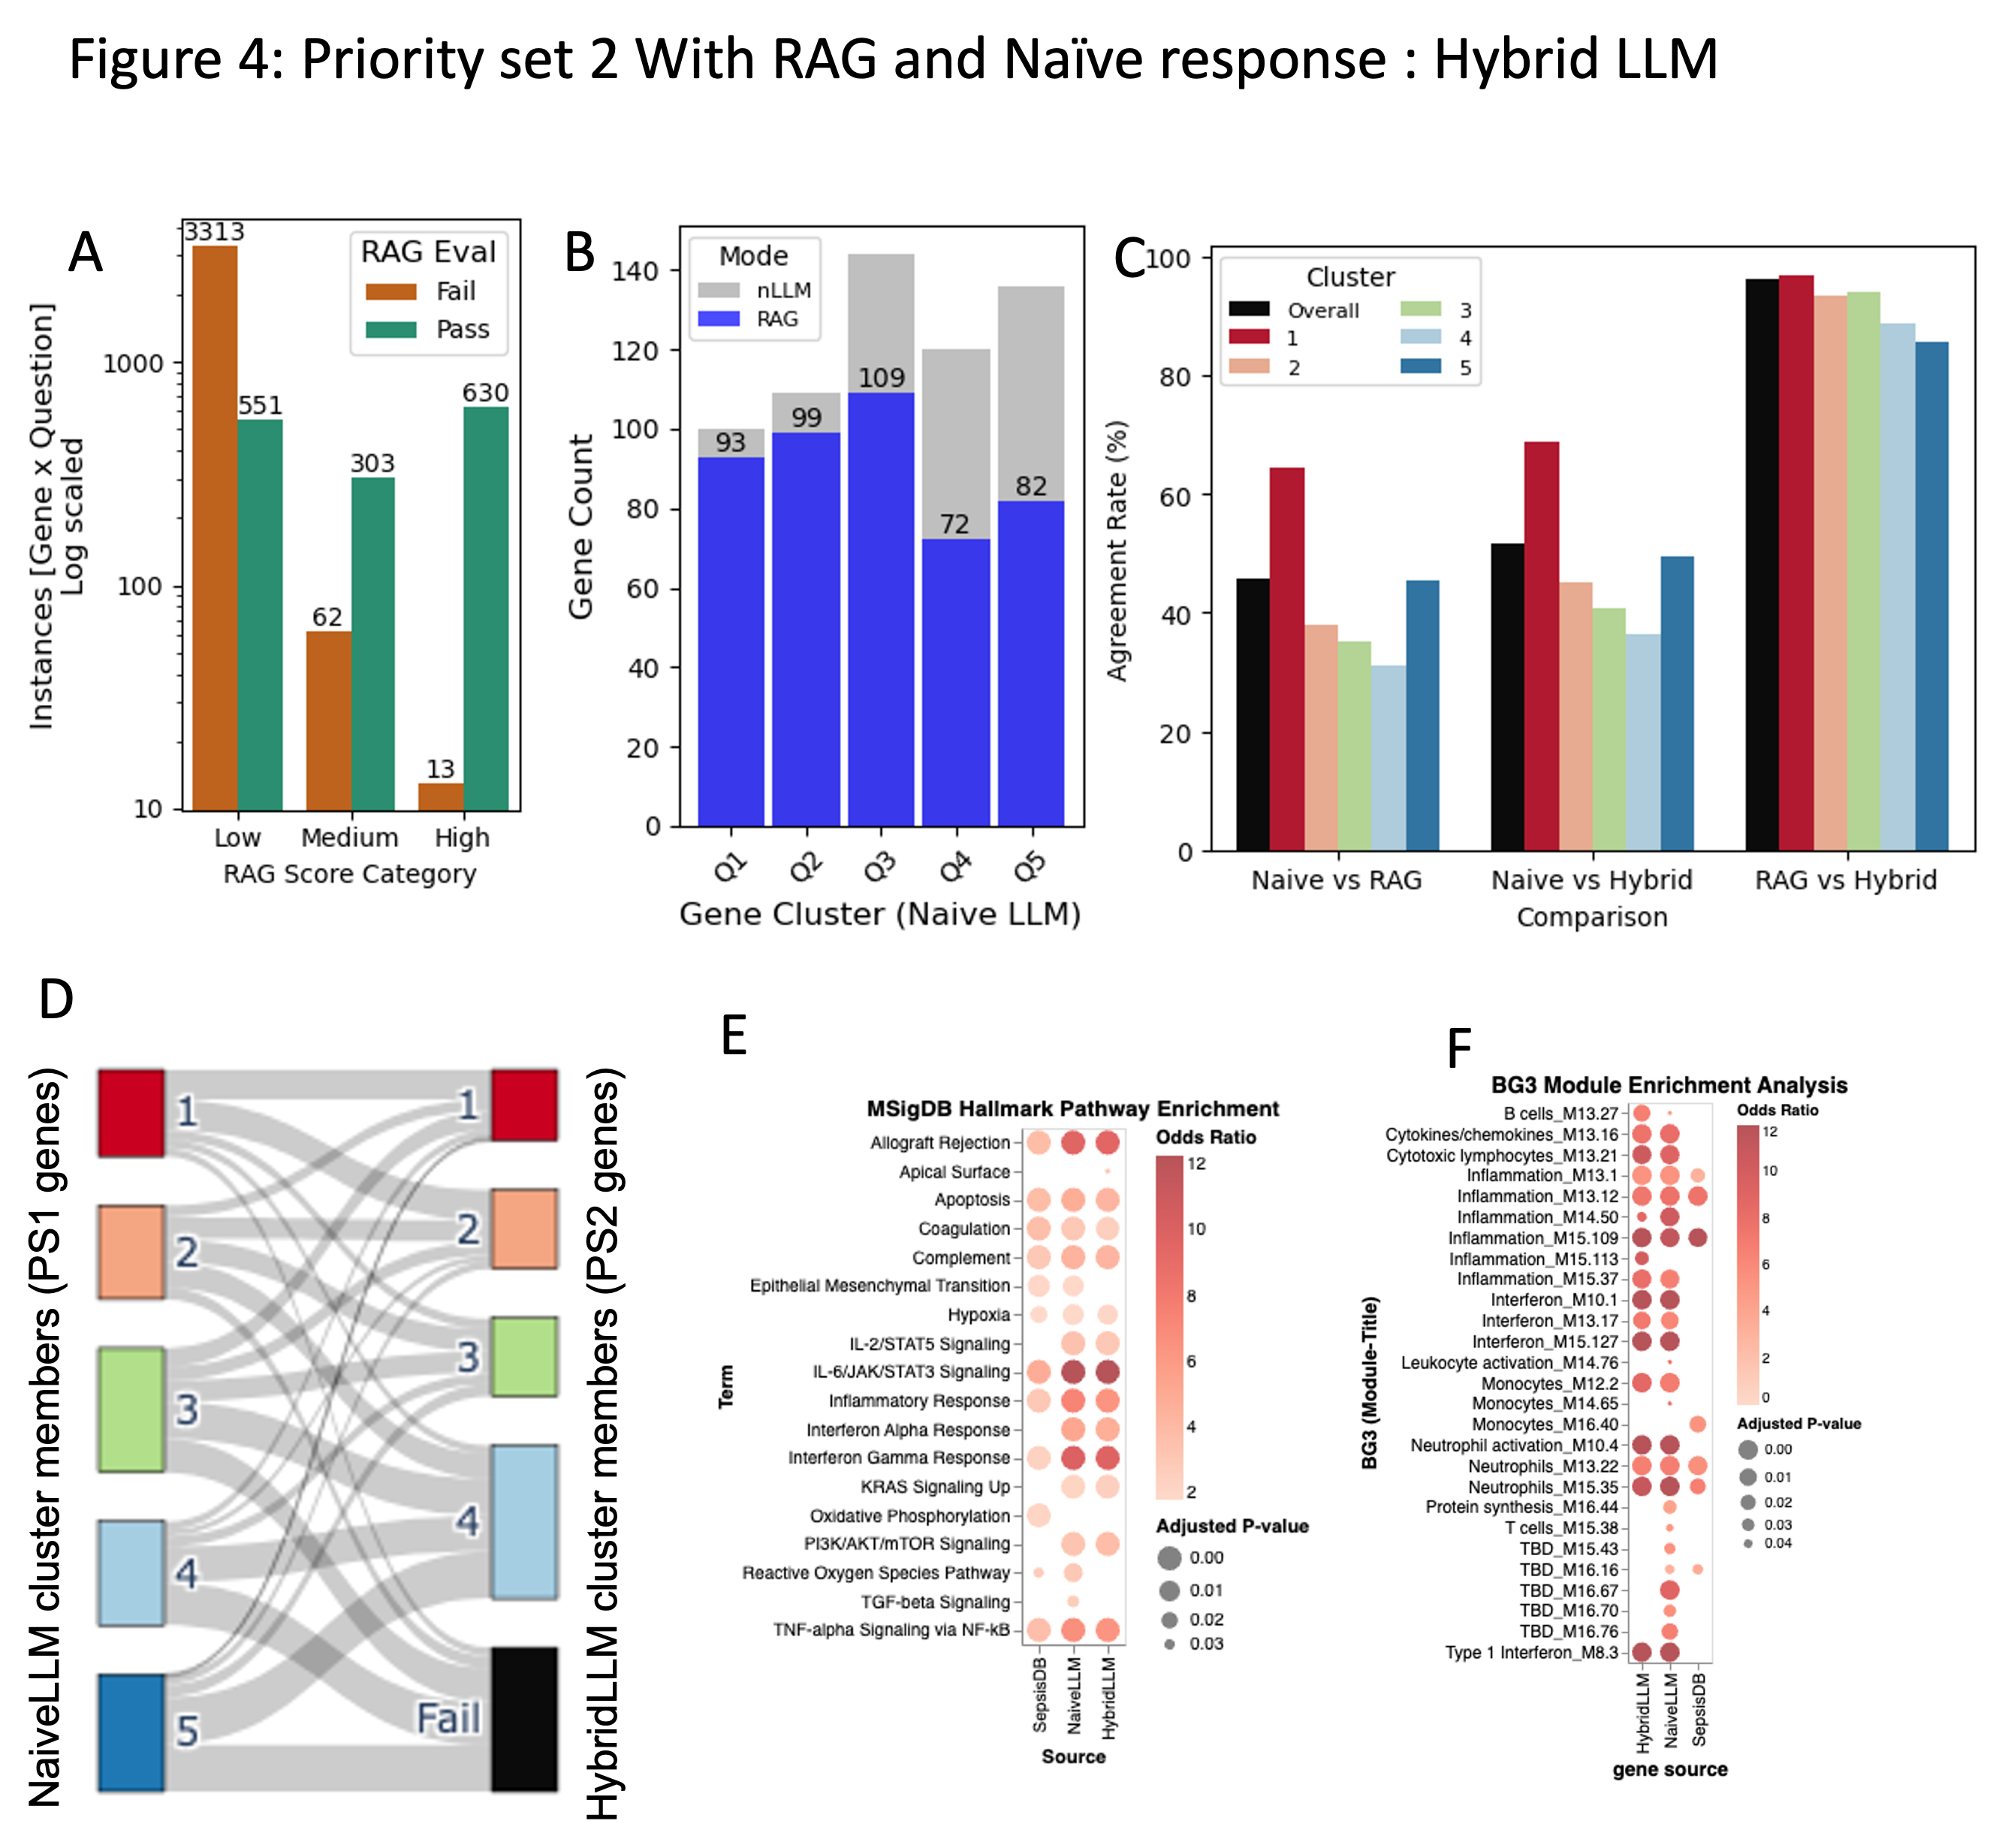 Figure 4: Priority set 2 With RAG and Naïve response : Hybrid LLM
A
Instances [Gene x Question]
Log scaled
1000
100
10
3313
551
62
303
13
630
RAG Eval
Fail
Pass
Low
Medium
High
RAG Score Category
B
Gene Count
140
120
100
80
60
40
20
0
Mode
nLLM
RAG
93
99
109
72
82
Q1
Q2
Q3
Q4
Q5
Gene Cluster (Naive LLM)
C
Agreement Rate (%)
100
80
60
40
20
0
Cluster
Overall
1
2
3
4
5
Naive vs RAG
Naive vs Hybrid
RAG vs Hybrid
Comparison
D
NaiveLLM cluster members (PS1 genes)
1
2
3
4
5
1
2
3
4
Fail
HybridLLM cluster members (PS2 genes)
E
MSigDB Hallmark Pathway Enrichment
Term
Allograft Rejection
Apical Surface
Apoptosis
Coagulation
Complement
Epithelial Mesenchymal Transition
Hypoxia
IL-2/STAT5 Signaling
IL-6/JAK/STAT3 Signaling
Inflammatory Response
Interferon Alpha Response
Interferon Gamma Response
KRAS Signaling Up
Oxidative Phosphorylation
PI3K/AKT/mTOR Signaling
Reactive Oxygen Species Pathway
TGF-beta Signaling
TNF-alpha Signaling via NF-kB
SepsisDB
NaiveLLM
HybridLLM
Source
Odds Ratio
12
10
8
6
4
2
Adjusted P-value
0.00
0.01
0.02
0.03
F
BG3 Module Enrichment Analysis
BG3 (Module-Title)
B cells_M13.27
Cytokines/chemokines_M13.16
Cytotoxic lymphocytes_M13.21
Inflammation_M13.1
Inflammation_M13.12
Inflammation_M14.50
Inflammation_M15.109
Inflammation_M15.113
Inflammation_M15.37
Interferon_M10.1
Interferon_M13.17
Interferon_M15.127
Leukocyte activation_M14.76
Monocytes_M12.2
Monocytes_M14.65
Monocytes_M16.40
Neutrophil activation_M10.4
Neutrophils_M13.22
Neutrophils_M15.35
Protein synthesis_M16.44
T cells_M15.38
TBD_M15.43
TBD_M16.16
TBD_M16.67
TBD_M16.70
TBD_M16.76
Type 1 Interferon_M8.3
HybridLLM
NaiveLLM
SepsisDB
gene source
Odds Ratio
12
10
8
6
4
2
0
Adjusted P-value
0.00
0.01
0.02
0.03
0.04